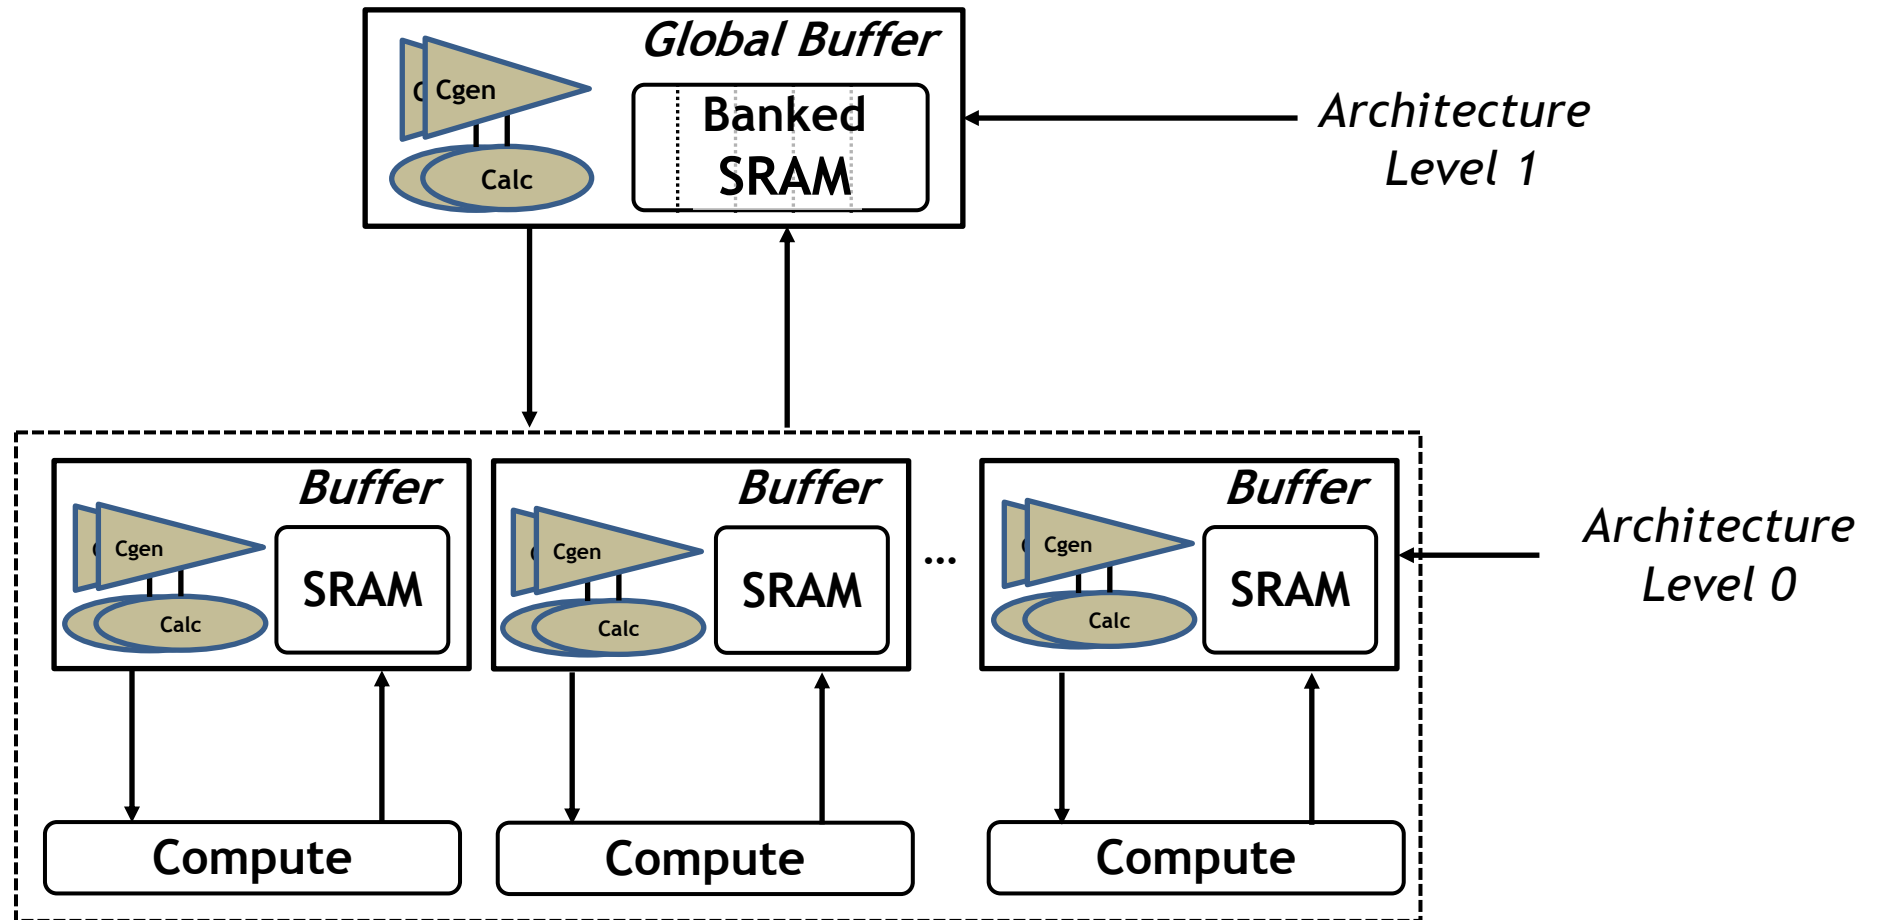 Global Buffer
C
Cgen
Calc
Banked
SRAM
Architecture
Level 1
Buffer
C
Cgen
Calc
SRAM
Buffer
C
Cgen
Calc
SRAM
...
Buffer
C
Cgen
Calc
SRAM
Architecture
Level 0
Compute
Compute
Compute